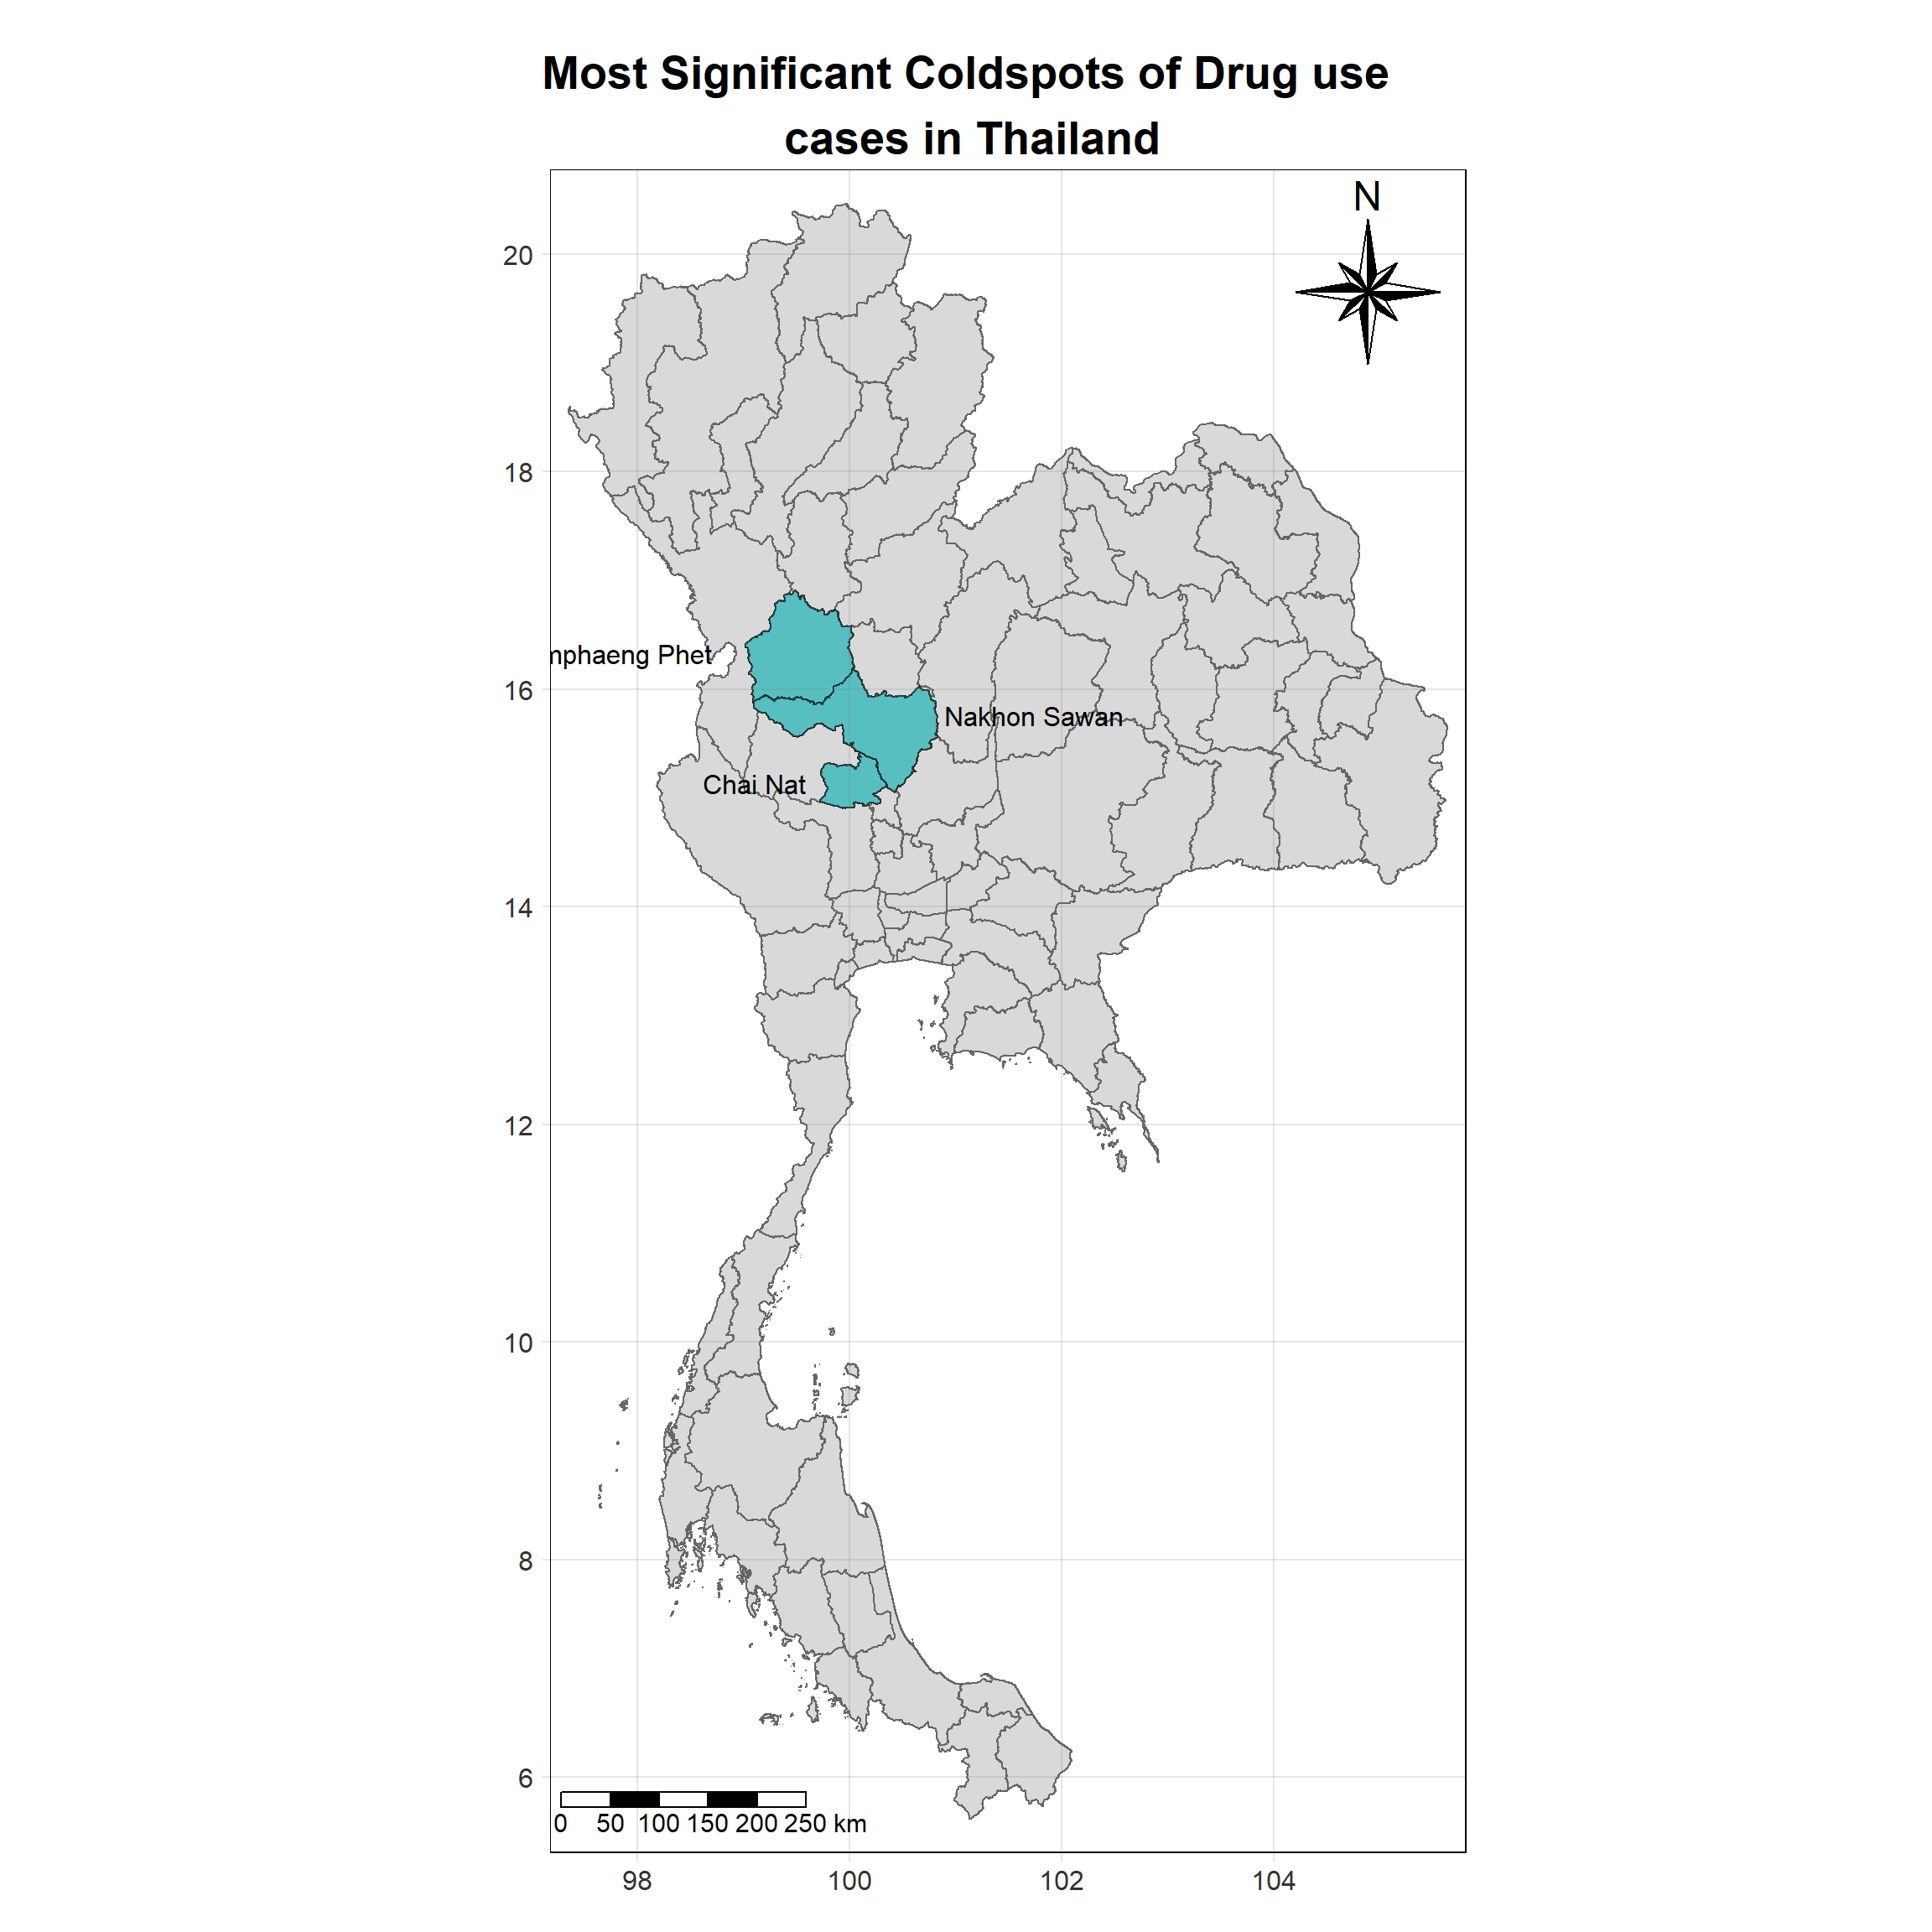 Most Significant Coldspots of Drug use
cases in Thailand
N
20
18
mphaeng Phet
16
Nakhon Sawan
Chai Nat
14
12
10
8
6
0 50 100 150 200 250 km
98 100 102 104